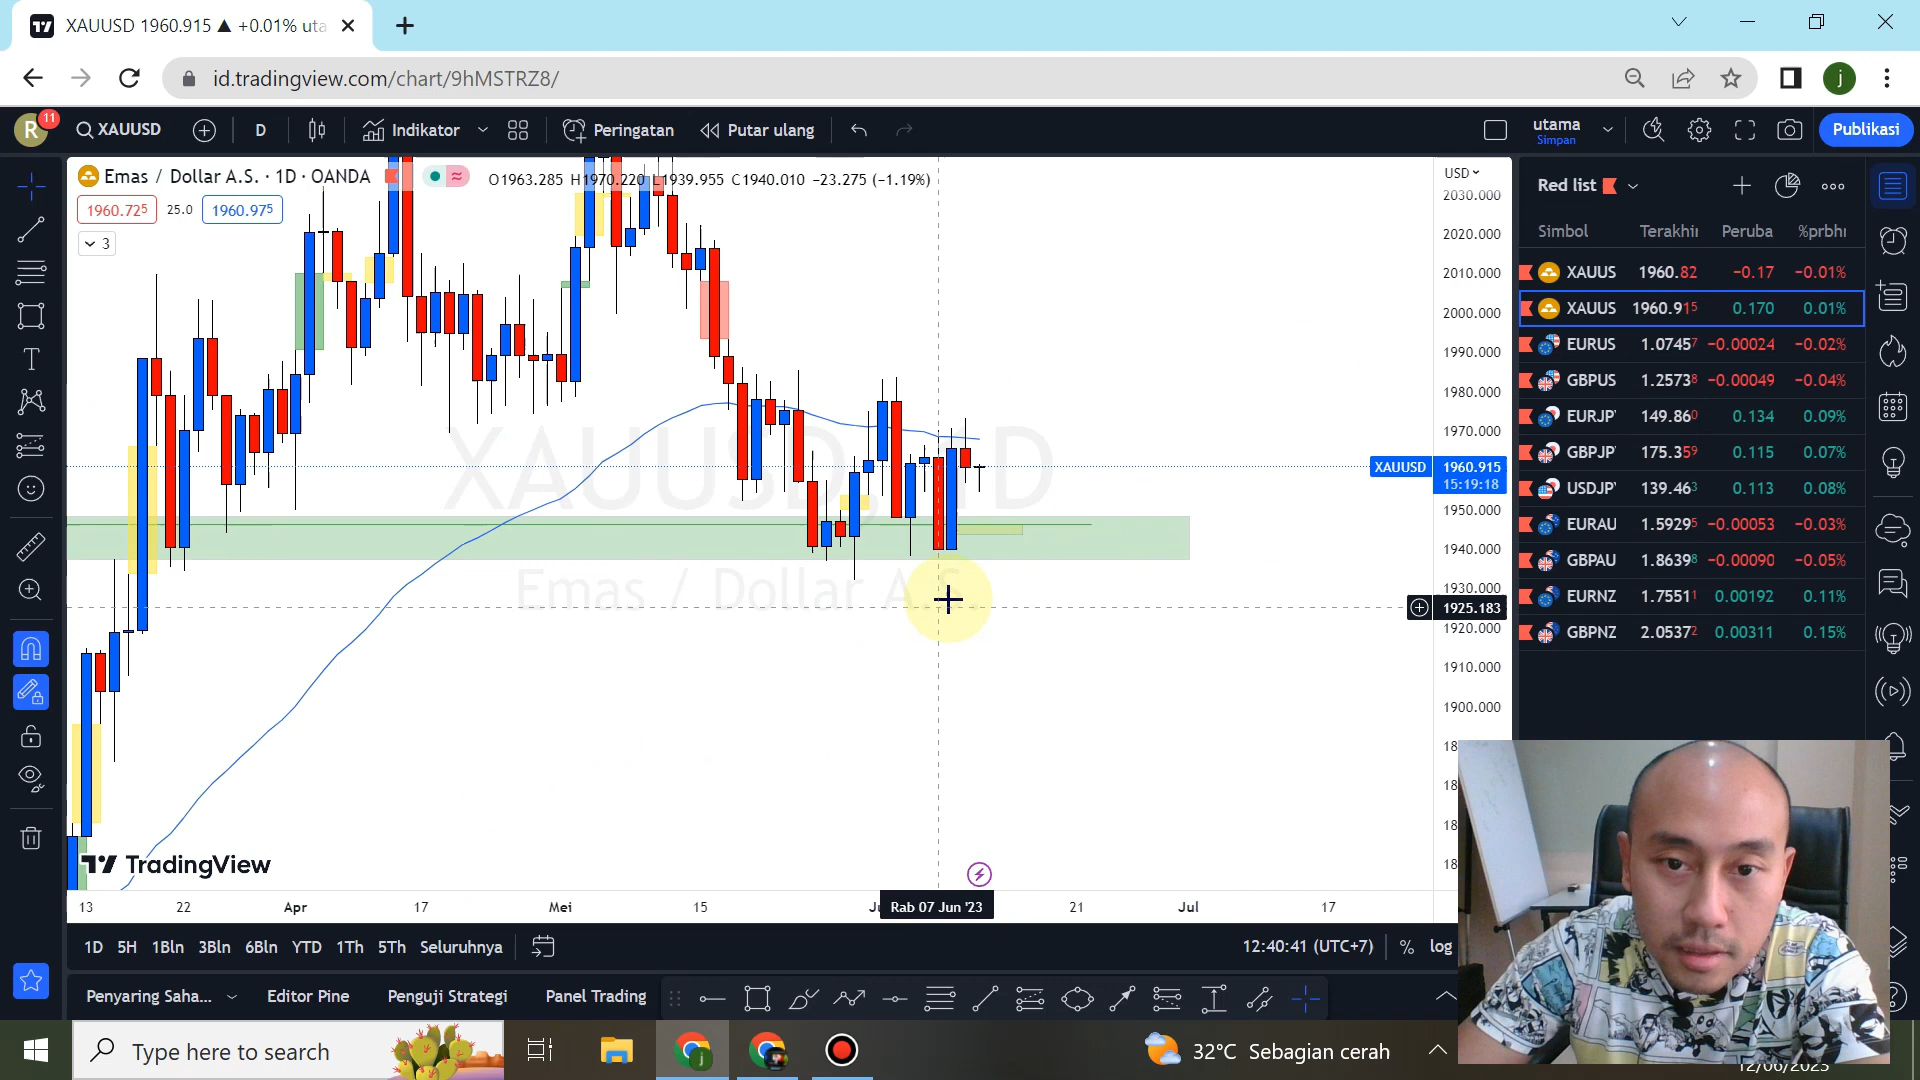 XAUUSD 1960.915 ▲ +0.01% uta
id.tradingview.com/chart/9hMSTRZ8/
j
R
11
XAUUSD
D
Indikator
Peringatan
Putar ulang
utama
Simpan
Publikasi
Emas / Dollar A.S. · 1D · OANDA
O1963.285 H1970.220 L1939.955 C1940.010 −23.275 (−1.19%)
1960.725
25.0
1960.975
3
XAUUSD, 1D
Emas / Dollar A.S.
USD
2030.000
2020.000
2010.000
2000.000
1990.000
1980.000
1970.000
XAUUSD
1960.915
15:19:18
1950.000
1940.000
1930.000
1925.183
1920.000
1910.000
1900.000
TradingView
13
22
Apr
17
Mei
15
Rab 07 Jun '23
21
Jul
17
Red list
Simbol Terakhir Peruba %prbhr
XAUUS 1960.82 −0.17 −0.01%
XAUUS 1960.915 0.170 0.01%
EURUS 1.07457 −0.00024 −0.02%
GBPUS 1.25738 −0.00049 −0.04%
EURJP 149.860 0.134 0.09%
GBPJP 175.359 0.115 0.07%
USDJP 139.463 0.113 0.08%
EURAU 1.59295 −0.00053 −0.03%
GBPAU 1.86398 −0.00090 −0.05%
EURNZ 1.75511 0.00192 0.11%
GBPNZ 2.05372 0.00311 0.15%
1D 5H 1Bln 3Bln 6Bln YTD 1Th 5Th Seluruhnya
12:40:41 (UTC+7)
% log
Penyaring Saha...
Editor Pine
Penguji Strategi
Panel Trading
Type here to search
32°C Sebagian cerah